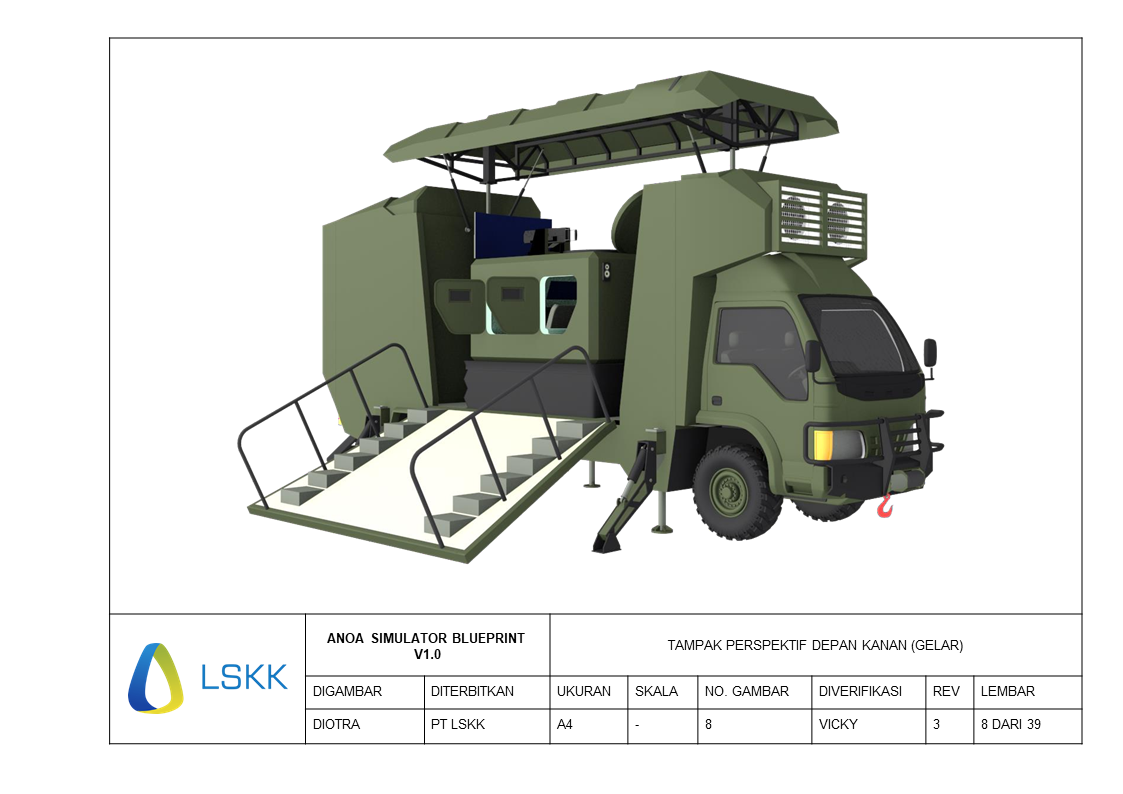 LSKK
ANOA SIMULATOR BLUEPRINT
V1.0
TAMPAK PERSPEKTIF DEPAN KANAN (GELAR)
DIGAMBAR DITERBITKAN UKURAN SKALA NO. GAMBAR DIVERIFIKASI REV LEMBAR
DIOTRA PT LSKK A4 - 8 VICKY 3 8 DARI 39